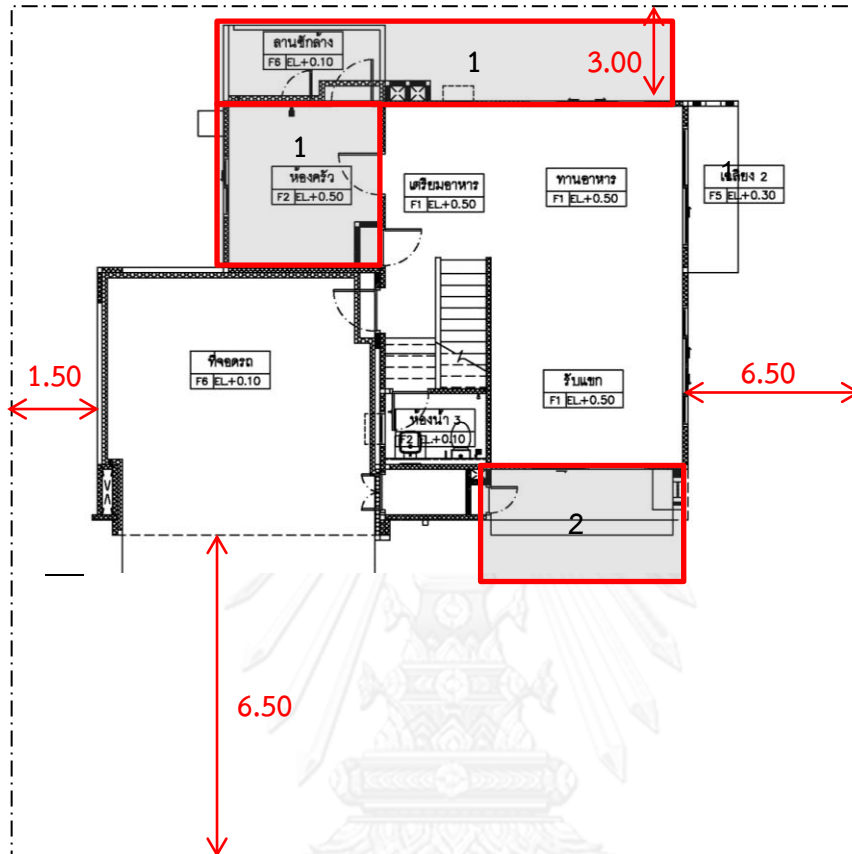 ลานซักล้าง
F6 EL.+0.10
1
3.00
1
ห้องครัว
F2 EL.+0.50
เตรียมอาหาร
F1 EL.+0.50
ทานอาหาร
F1 EL.+0.50
1
เฉลียง 2
F5 EL.+0.30
ที่จอดรถ
F6 EL.+0.10
1.50
รับแขก
F1 EL.+0.50
6.50
ห้องน้ำ 3
F2 EL.+0.10
2
6.50